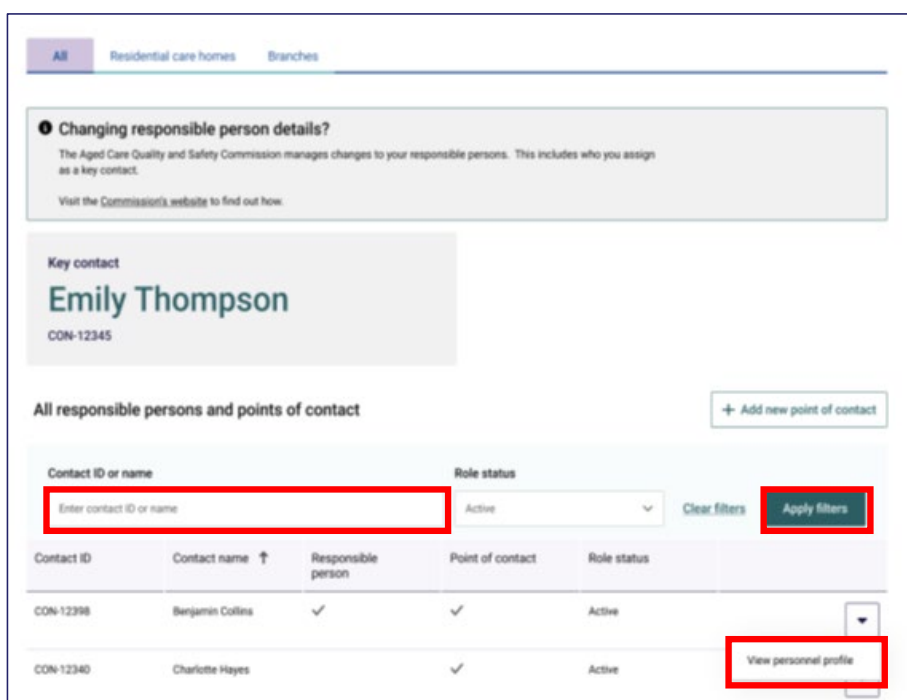 All Residential care homes Branches
Changing responsible person details?
The Aged Care Quality and Safety Commission manages changes to your responsible persons. This includes who you assign
as a key contact.
Visit the Commission's website to find out how.
Key contact
Emily Thompson
CON-12345
All responsible persons and points of contact
+ Add new point of contact
Contact ID or name Role status
Enter contact ID or name Active Clear filters Apply filters
Contact ID Contact name ↑ Responsible person Point of contact Role status
CON-12398 Benjamin Collins ✓ ✓ Active
View personnel profile
CON-12340 Charlotte Hayes ✓ Active